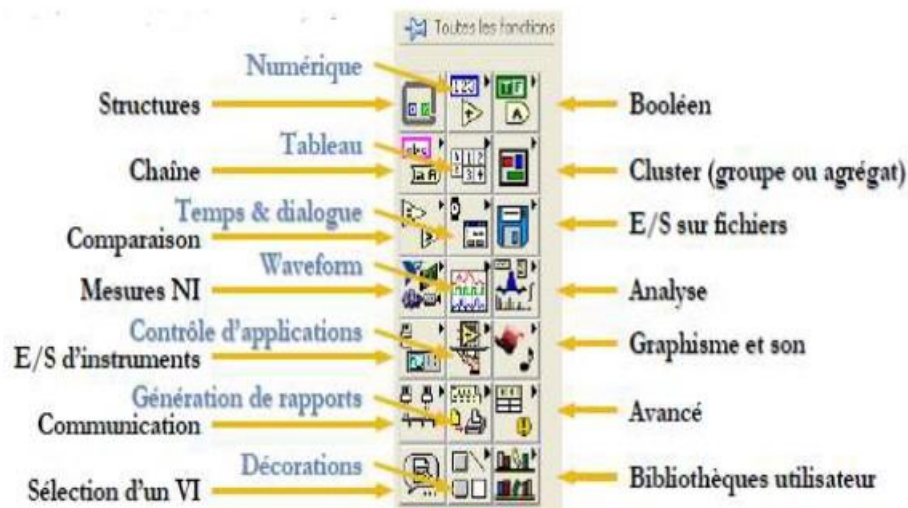 Toutes les fonctions
Numérique
Structures
Booléen
Tableau
Chaîne
Cluster (groupe ou agrégat)
Temps & dialogue
Comparaison
E/S sur fichiers
Waveform
Mesures NI
Analyse
Contrôle d'applications
E/S d'instruments
Graphisme et son
Génération de rapports
Communication
Avancé
Décorations
Sélection d'un VI
Bibliothèques utilisateur